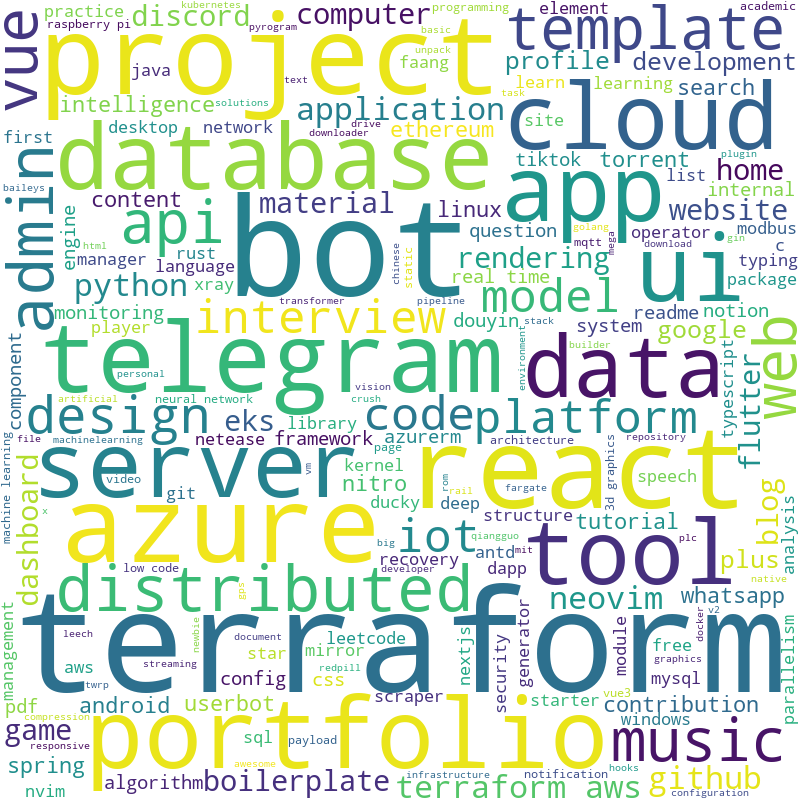 kubernetes
programming
academic
practice
discord
computer
element
raspberry pi
pyrogram
basic
template
vue
project
java
text
unpack
faang
profile
development
intelligence
solutions
application
learn
learning
search
cloud
first
desktop
network
downloader
drive
task
ethereum
site
database
tiktok
torrent
plugin
home
baileys
content
material
linux
app
list
internal
admin
api
bot
question
golang
mega
operator
website
modbus
engine
html
rust
chinese
static
mqtt
download
gin
c
manager
language
rendering
ui
typing
python
xray
real time
package
transformer
pipeline
model
monitoring
interview
douyin
stack
system
readme
notion
player
google
web
component
telegram
personal
environment
builder
data
typescript
flutter
vision
artificial
neural network
crush
design
eks
library
code
platform
file
machinelearning
netease
framework
azurerm
page
architecture
repository
machine learning
server
kernel
react
3d graphics
video
vm
nitro
rom
fargate
speech
dashboard
git
ducky
deep
rail
blog
analysis
x
azure
big
structure
tutorial
iot
qiangguo
tool
plc
low code
recovery
antd
mit
plus
developer
dapp
native
distributed
gps
neovim
whatsapp
docker
v2
management
terraform
leech
newbie
document
mirror
leetcode
nextjs
security
generator
module
free
parallelism
aws
streaming
star
redpill
graphics
twrp
config
css
scraper
mysql
pdf
android
userbot
starter
vue3
contribution
compression
portfolio
windows
game
responsive
sql
payload
music
awesome
hooks
spring
algorithm
boilerplate
infrastructure
notification
github
nvim
terraform aws
configuration